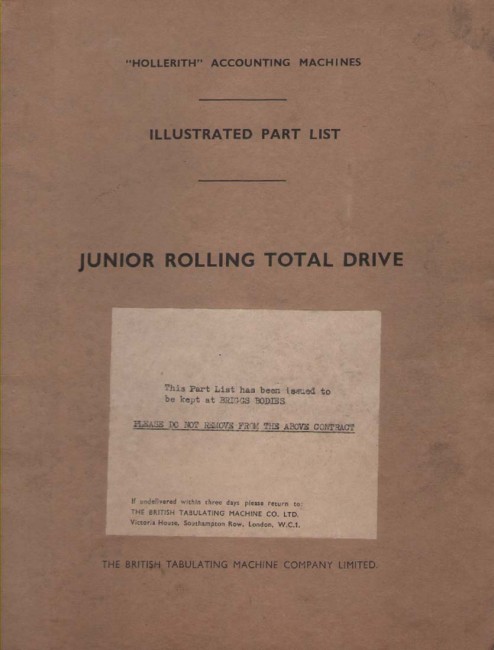 "HOLLERITH" ACCOUNTING MACHINES
ILLUSTRATED PART LIST
JUNIOR ROLLING TOTAL DRIVE
This Part List has been issued to
be kept at BRIGGS BODIES
PLEASE DO NOT REMOVE FROM THE ABOVE CONTRACT
If undelivered within three days please return to:
THE BRITISH TABULATING MACHINE CO. LTD.
Victoria House, Southampton Row, London, W.C.1.
THE BRITISH TABULATING MACHINE COMPANY LIMITED.